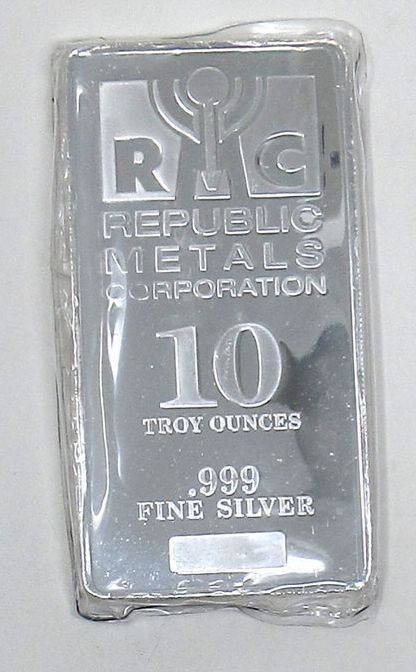 R C
REPUBLIC
METALS
CORPORATION
10
TROY OUNCES
.999
FINE SILVER